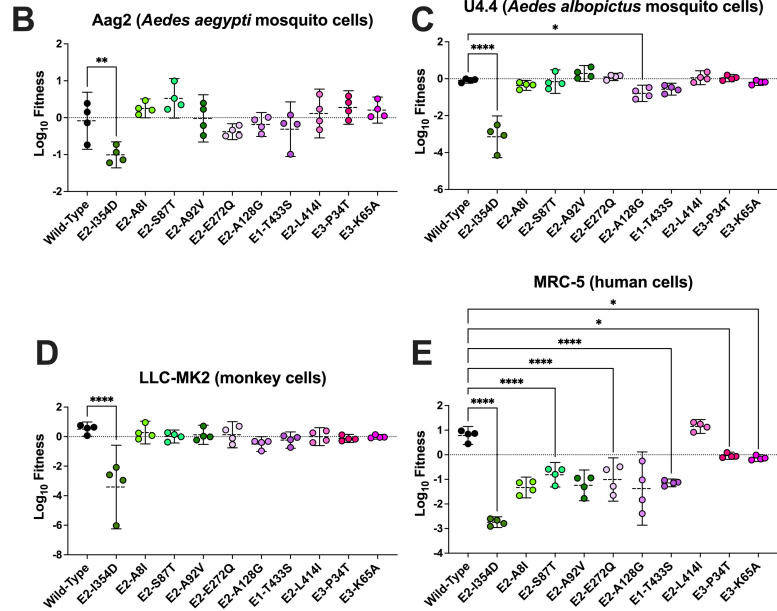 B
Aag2 (Aedes aegypti mosquito cells)
Log10 Fitness
2
1
0
-1
-2
**
Wild-Type
E2-I354D
E2-A8I
E2-S87T
E2-A92V
E2-E272Q
E2-A128G
E1-T433S
E2-L414I
E3-P34T
E3-K65A
C
U4.4 (Aedes albopictus mosquito cells)
Log10 Fitness
2
0
-2
-4
-6
****
*
Wild-Type
E2-I354D
E2-A8I
E2-S87T
E2-A92V
E2-E272Q
E2-A128G
E1-T433S
E2-L414I
E3-P34T
E3-K65A
D
LLC-MK2 (monkey cells)
Log10 Fitness
2
0
-2
-4
-6
-8
****
Wild-Type
E2-I354D
E2-A8I
E2-S87T
E2-A92V
E2-E272Q
E2-A128G
E1-T433S
E2-L414I
E3-P34T
E3-K65A
E
MRC-5 (human cells)
Log10 Fitness
2
1
0
-1
-2
-3
-4
*
*
****
****
****
****
Wild-Type
E2-I354D
E2-A8I
E2-S87T
E2-A92V
E2-E272Q
E2-A128G
E1-T433S
E2-L414I
E3-P34T
E3-K65A